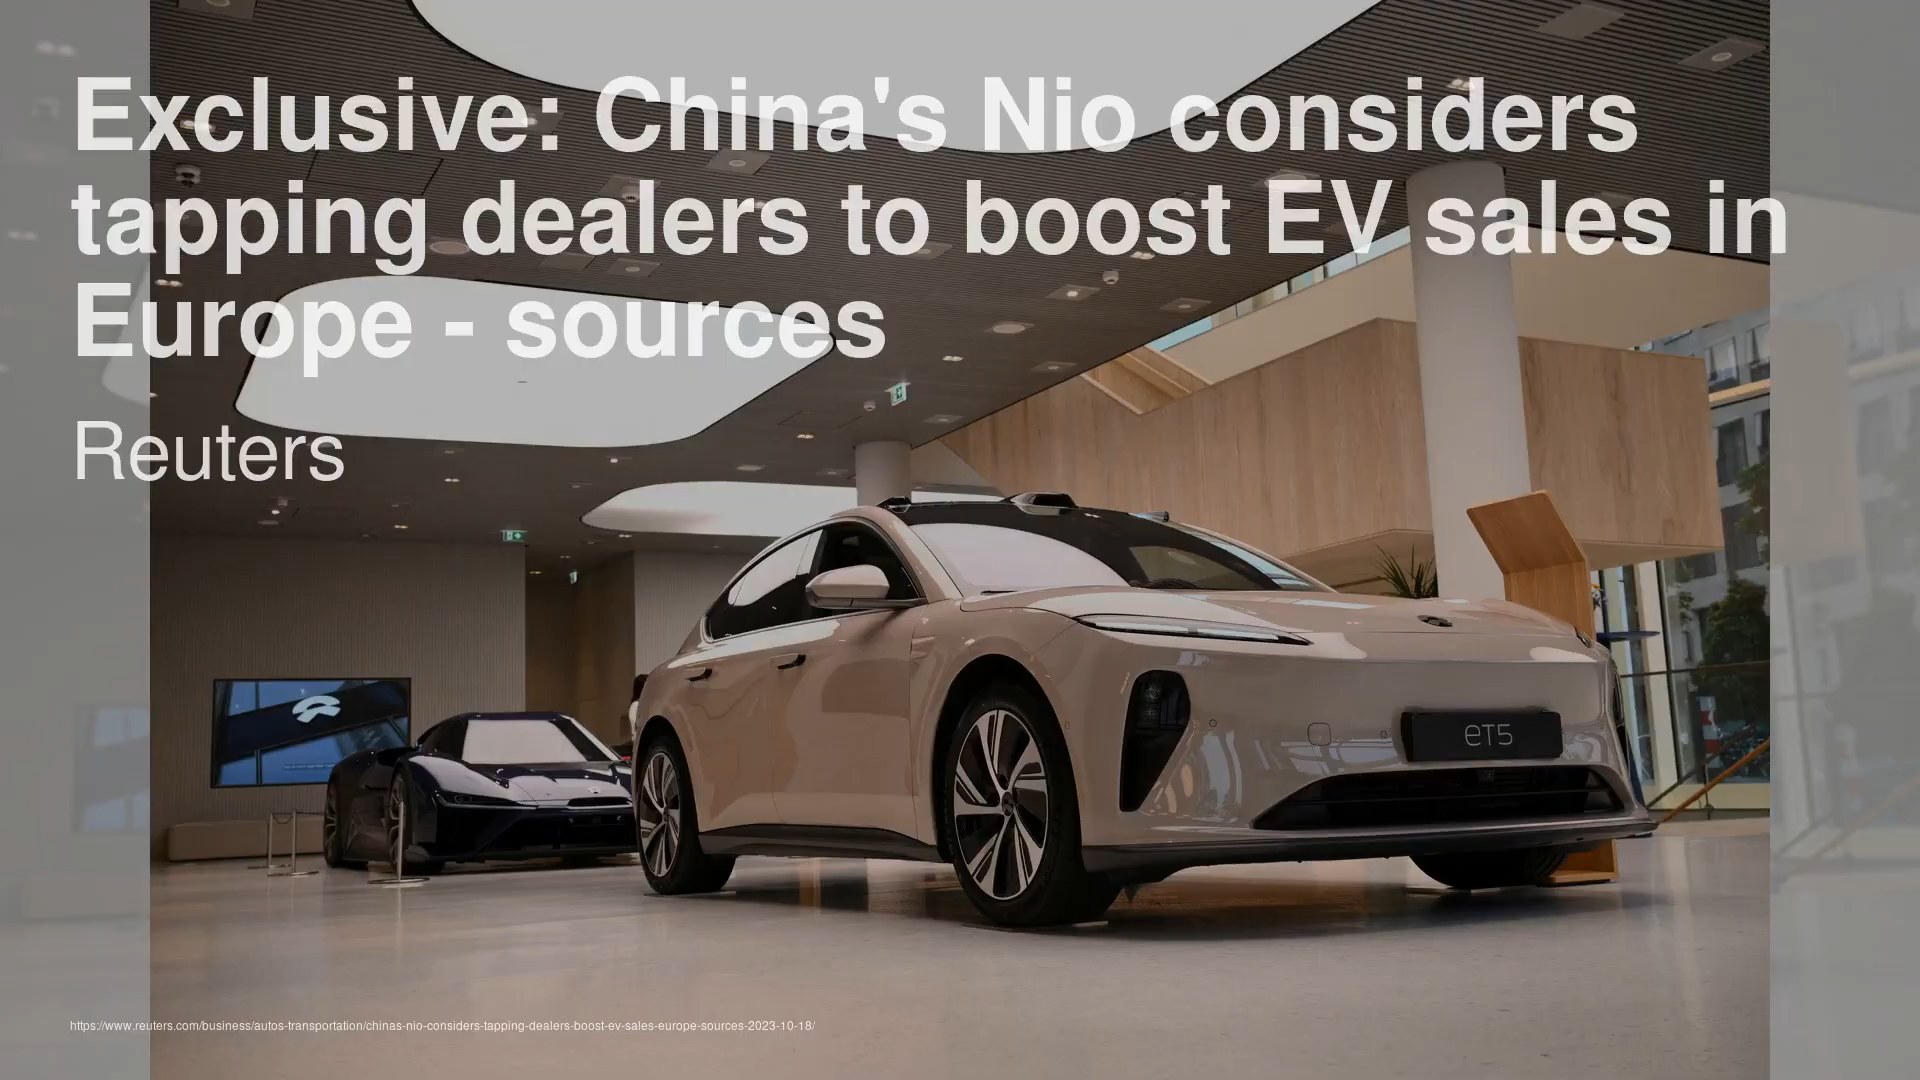 Exclusive: China's Nio considers
tapping dealers to boost EV sales in
Europe - sources
Reuters
eT5
https://www.reuters.com/business/autos-transportation/chinas-nio-considers-tapping-dealers-boost-ev-sales-europe-sources-2023-10-18/